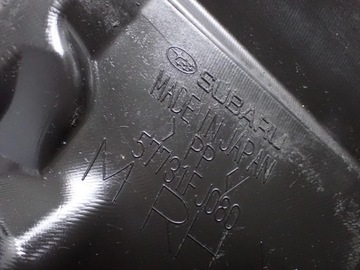 SUBARU
MADE IN JAPAN
>PP<
57731FJ080
M RH